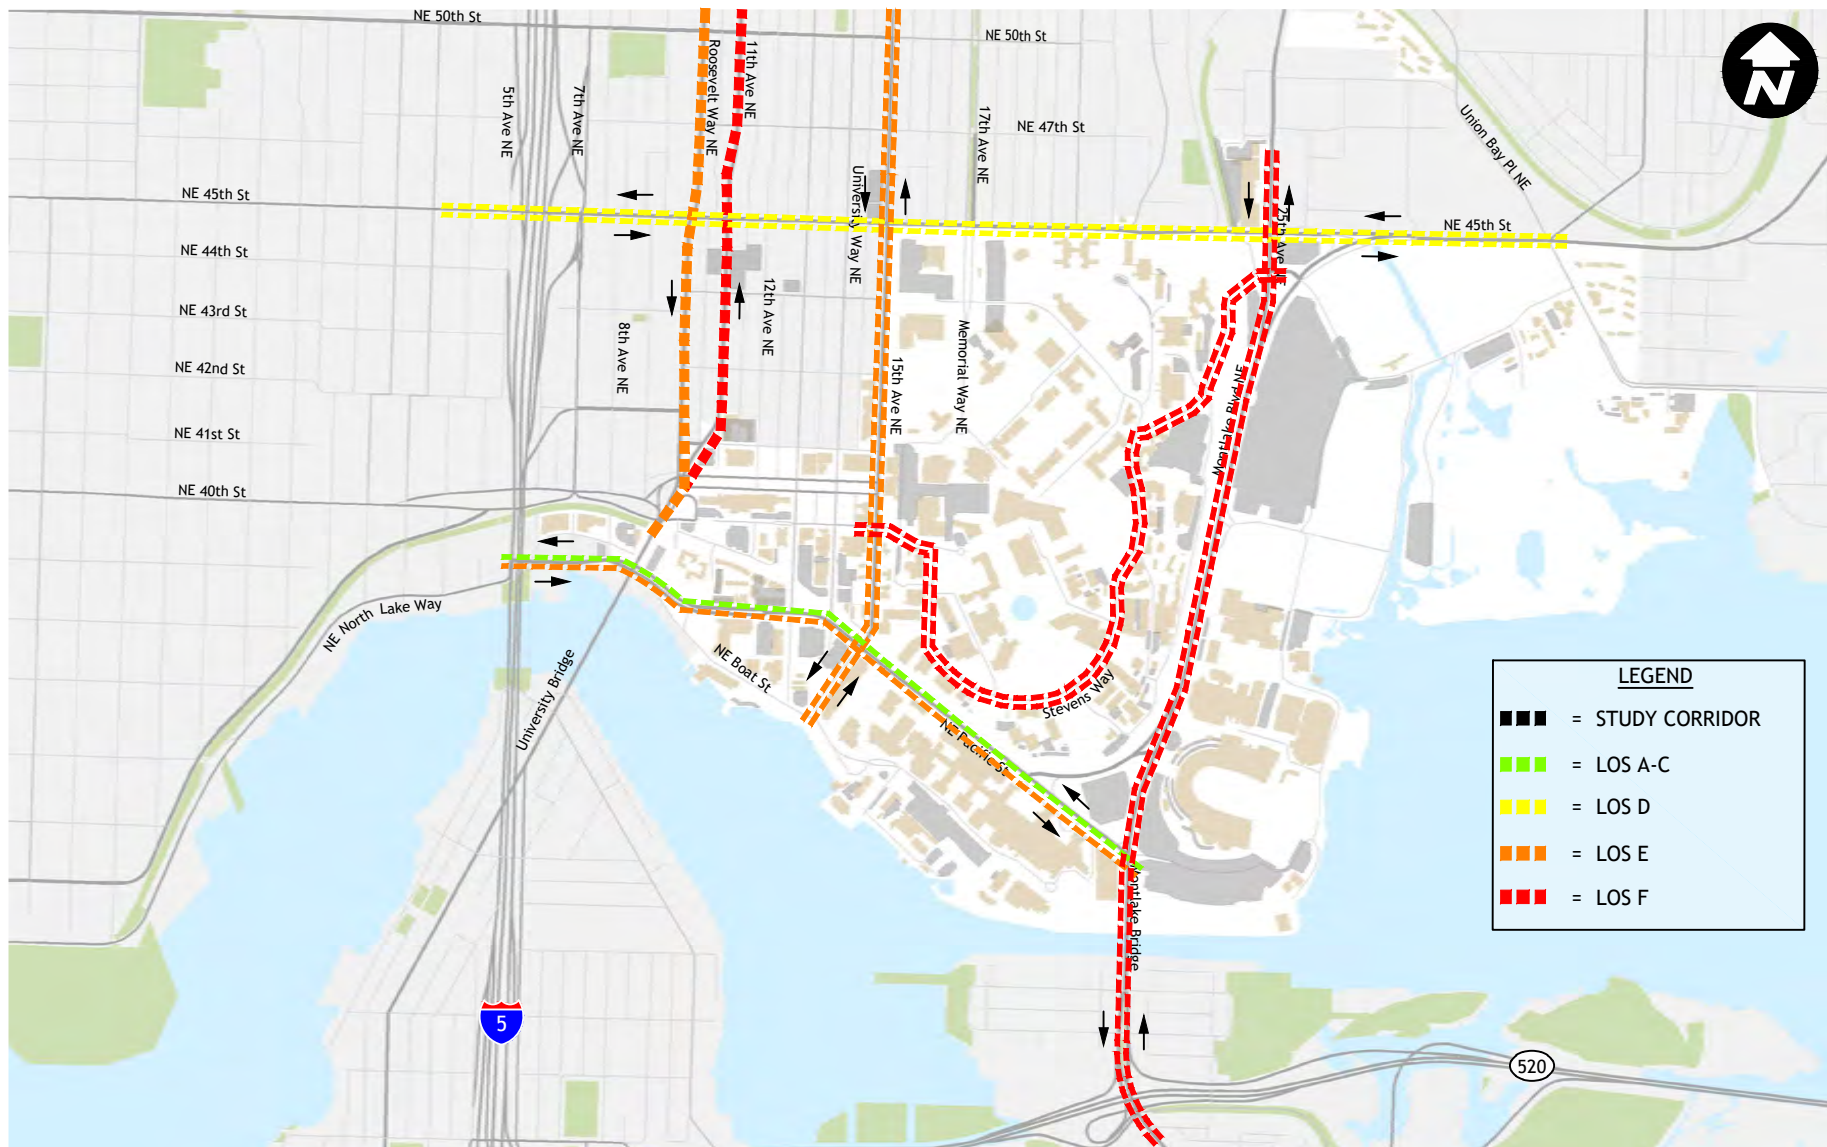 NE 50th St
NE 50th St
N
Roosevelt Way NE
11th Ave NE
5th Ave NE
7th Ave NE
17th Ave NE
NE 47th St
Union Bay Pl NE
NE 45th St
University Way NE
25th Ave NE
NE 45th St
NE 44th St
12th Ave NE
NE 43rd St
8th Ave NE
Memorial Way NE
NE 42nd St
15th Ave NE
Montlake Blvd NE
NE 41st St
NE 40th St
NE North Lake Way
University Bridge
NE Boat St
Stevens Way
NE Pacific St
Montlake Bridge
LEGEND
= STUDY CORRIDOR
= LOS A-C
= LOS D
= LOS E
= LOS F
5
520